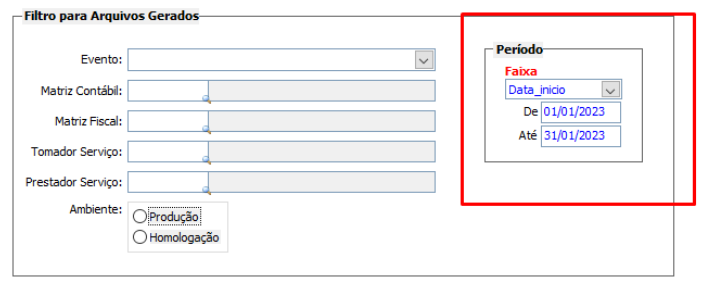 Filtro para Arquivos Gerados
Evento:
Matriz Contábil:
Matriz Fiscal:
Tomador Serviço:
Prestador Serviço:
Ambiente:
Produção
Homologação
Período
Faixa
Data_inicio
De 01/01/2023
Até 31/01/2023